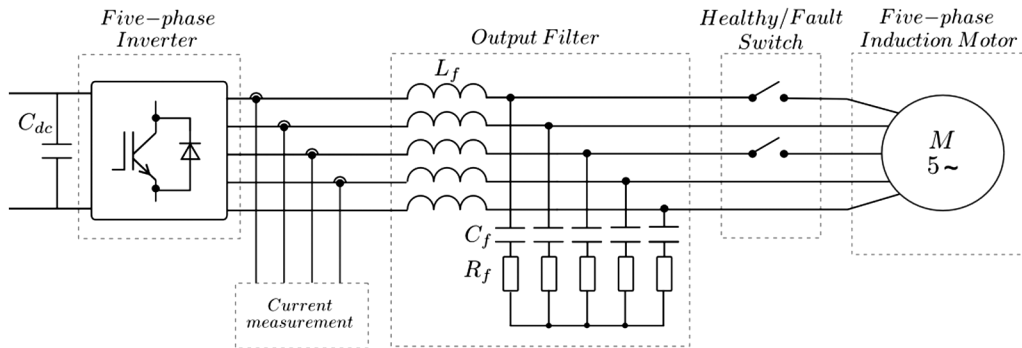 Five−phase
Inverter
Output Filter
Healthy/Fault
Switch
Five−phase
Induction Motor
C_dc
L_f
M
5~
C_f
R_f
Current
measurement